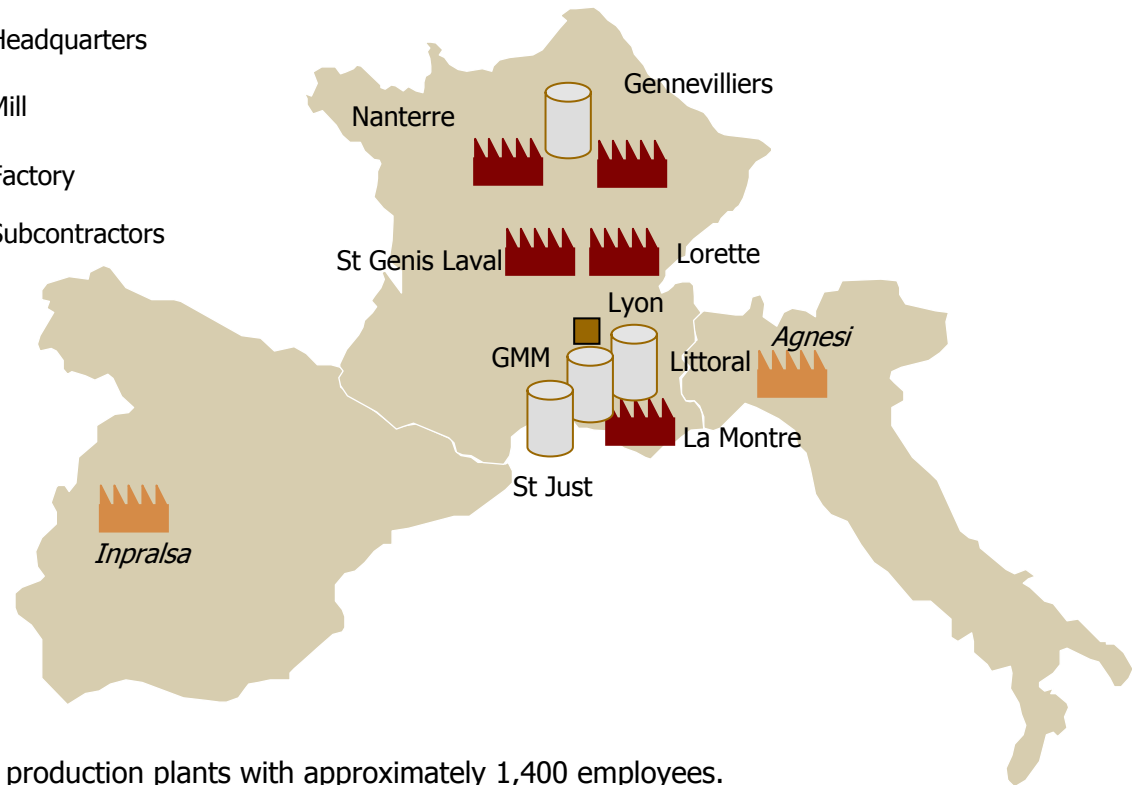 Headquarters
Mill
Factory
Subcontractors
Gennevilliers
Nanterre
St Genis Laval
Lorette
Lyon
GMM
Littoral
Agnesi
La Montre
St Just
Inpralsa
production plants with approximately 1,400 employees.